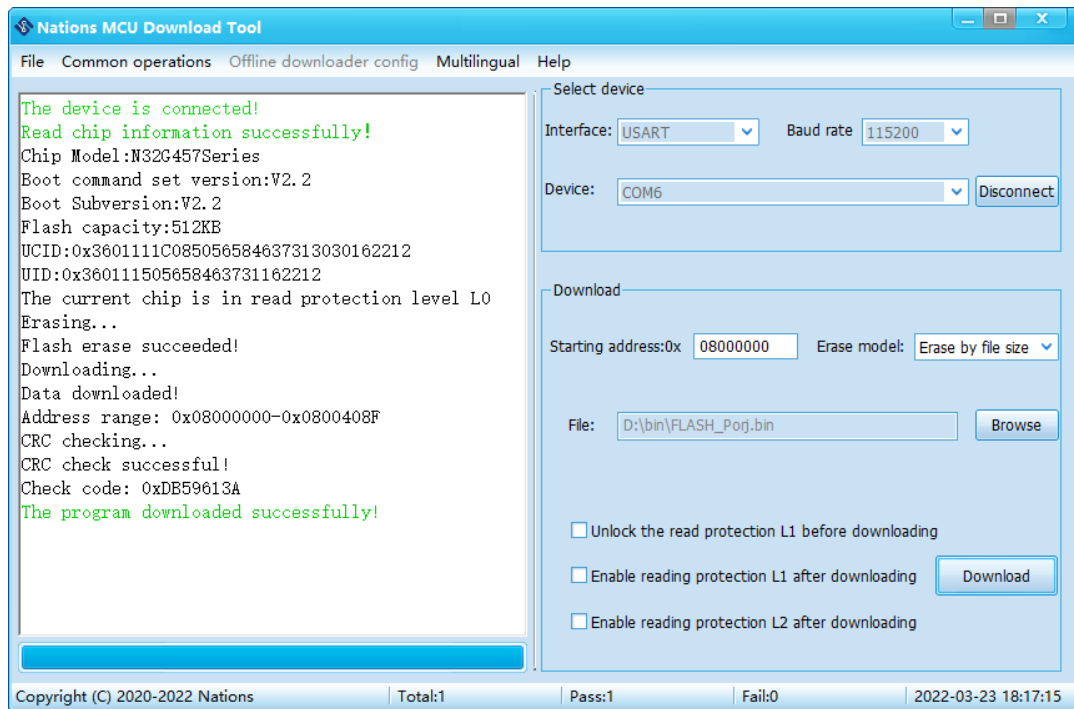 Nations MCU Download Tool
File Common operations Offline downloader config Multilingual Help
The device is connected!
Read chip information successfully!
Chip Model:N32G457Series
Boot command set version:V2.2
Boot Subversion:V2.2
Flash capacity:512KB
UCID:0x3601111C0850565846373130301622​12
UID:0x360111505658463731162212
The current chip is in read protection level L0
Erasing...
Flash erase succeeded!
Downloading...
Data downloaded!
Address range: 0x08000000-0x0800408F
CRC checking...
CRC check successful!
Check code: 0xDB59613A
The program downloaded successfully!
Select device
Interface: USART Baud rate 115200
Device: COM6 Disconnect
Download
Starting address:0x 08000000 Erase model: Erase by file size
File: D:\bin\FLASH_Porj.bin Browse
Unlock the read protection L1 before downloading
Enable reading protection L1 after downloading Download
Enable reading protection L2 after downloading
Copyright (C) 2020-2022 Nations Total:1 Pass:1 Fail:0 2022-03-23 18:17:15